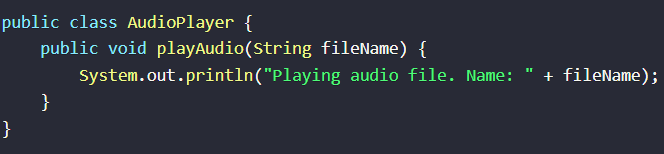 public class AudioPlayer {
    public void playAudio(String fileName) {
        System.out.println("Playing audio file. Name: " + fileName);
    }
}